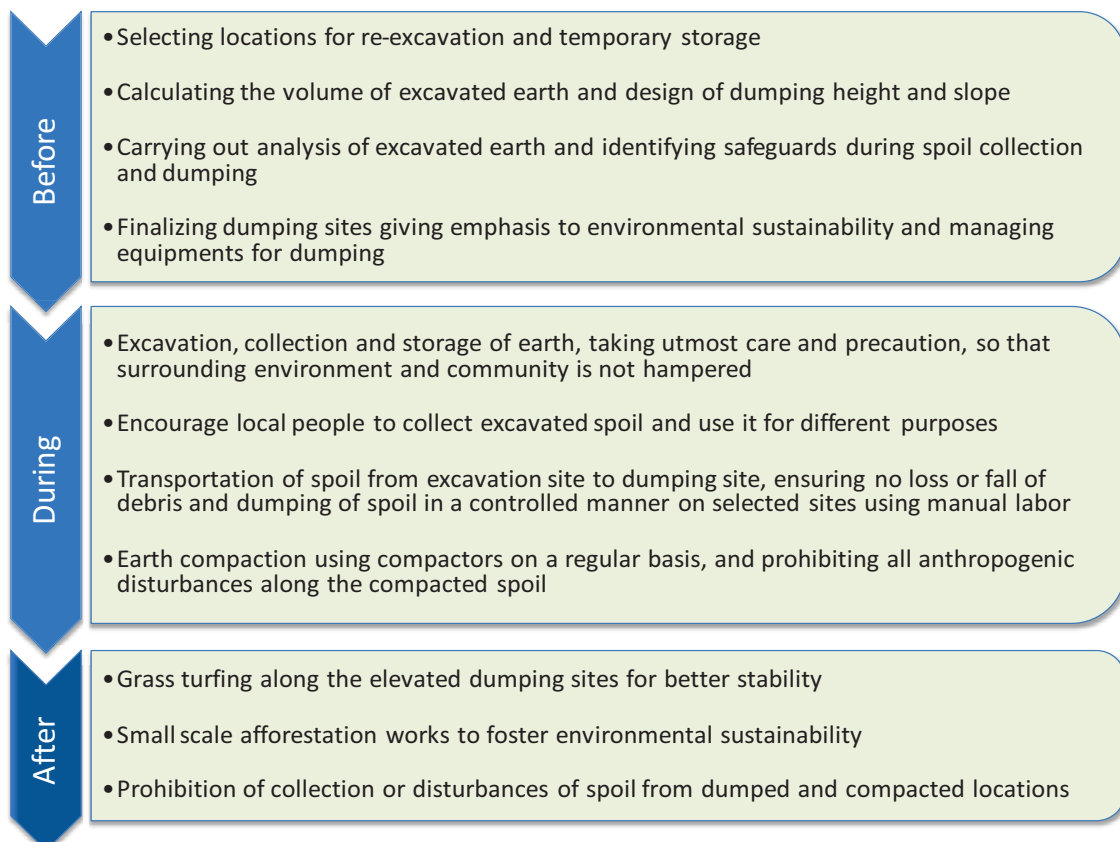 Before
•Selecting locations for re-excavation and temporary storage
•Calculating the volume of excavated earth and design of dumping height and slope
•Carrying out analysis of excavated earth and identifying safeguards during spoil collection
and dumping
•Finalizing dumping sites giving emphasis to environmental sustainability and managing
equipments for dumping
During
•Excavation, collection and storage of earth, taking utmost care and precaution, so that
surrounding environment and community is not hampered
•Encourage local people to collect excavated spoil and use it for different purposes
•Transportation of spoil from excavation site to dumping site, ensuring no loss or fall of
debris and dumping of spoil in a controlled manner on selected sites using manual labor
•Earth compaction using compactors on a regular basis, and prohibiting all anthropogenic
disturbances along the compacted spoil
After
•Grass turfing along the elevated dumping sites for better stability
•Small scale afforestation works to foster environmental sustainability
•Prohibition of collection or disturbances of spoil from dumped and compacted locations